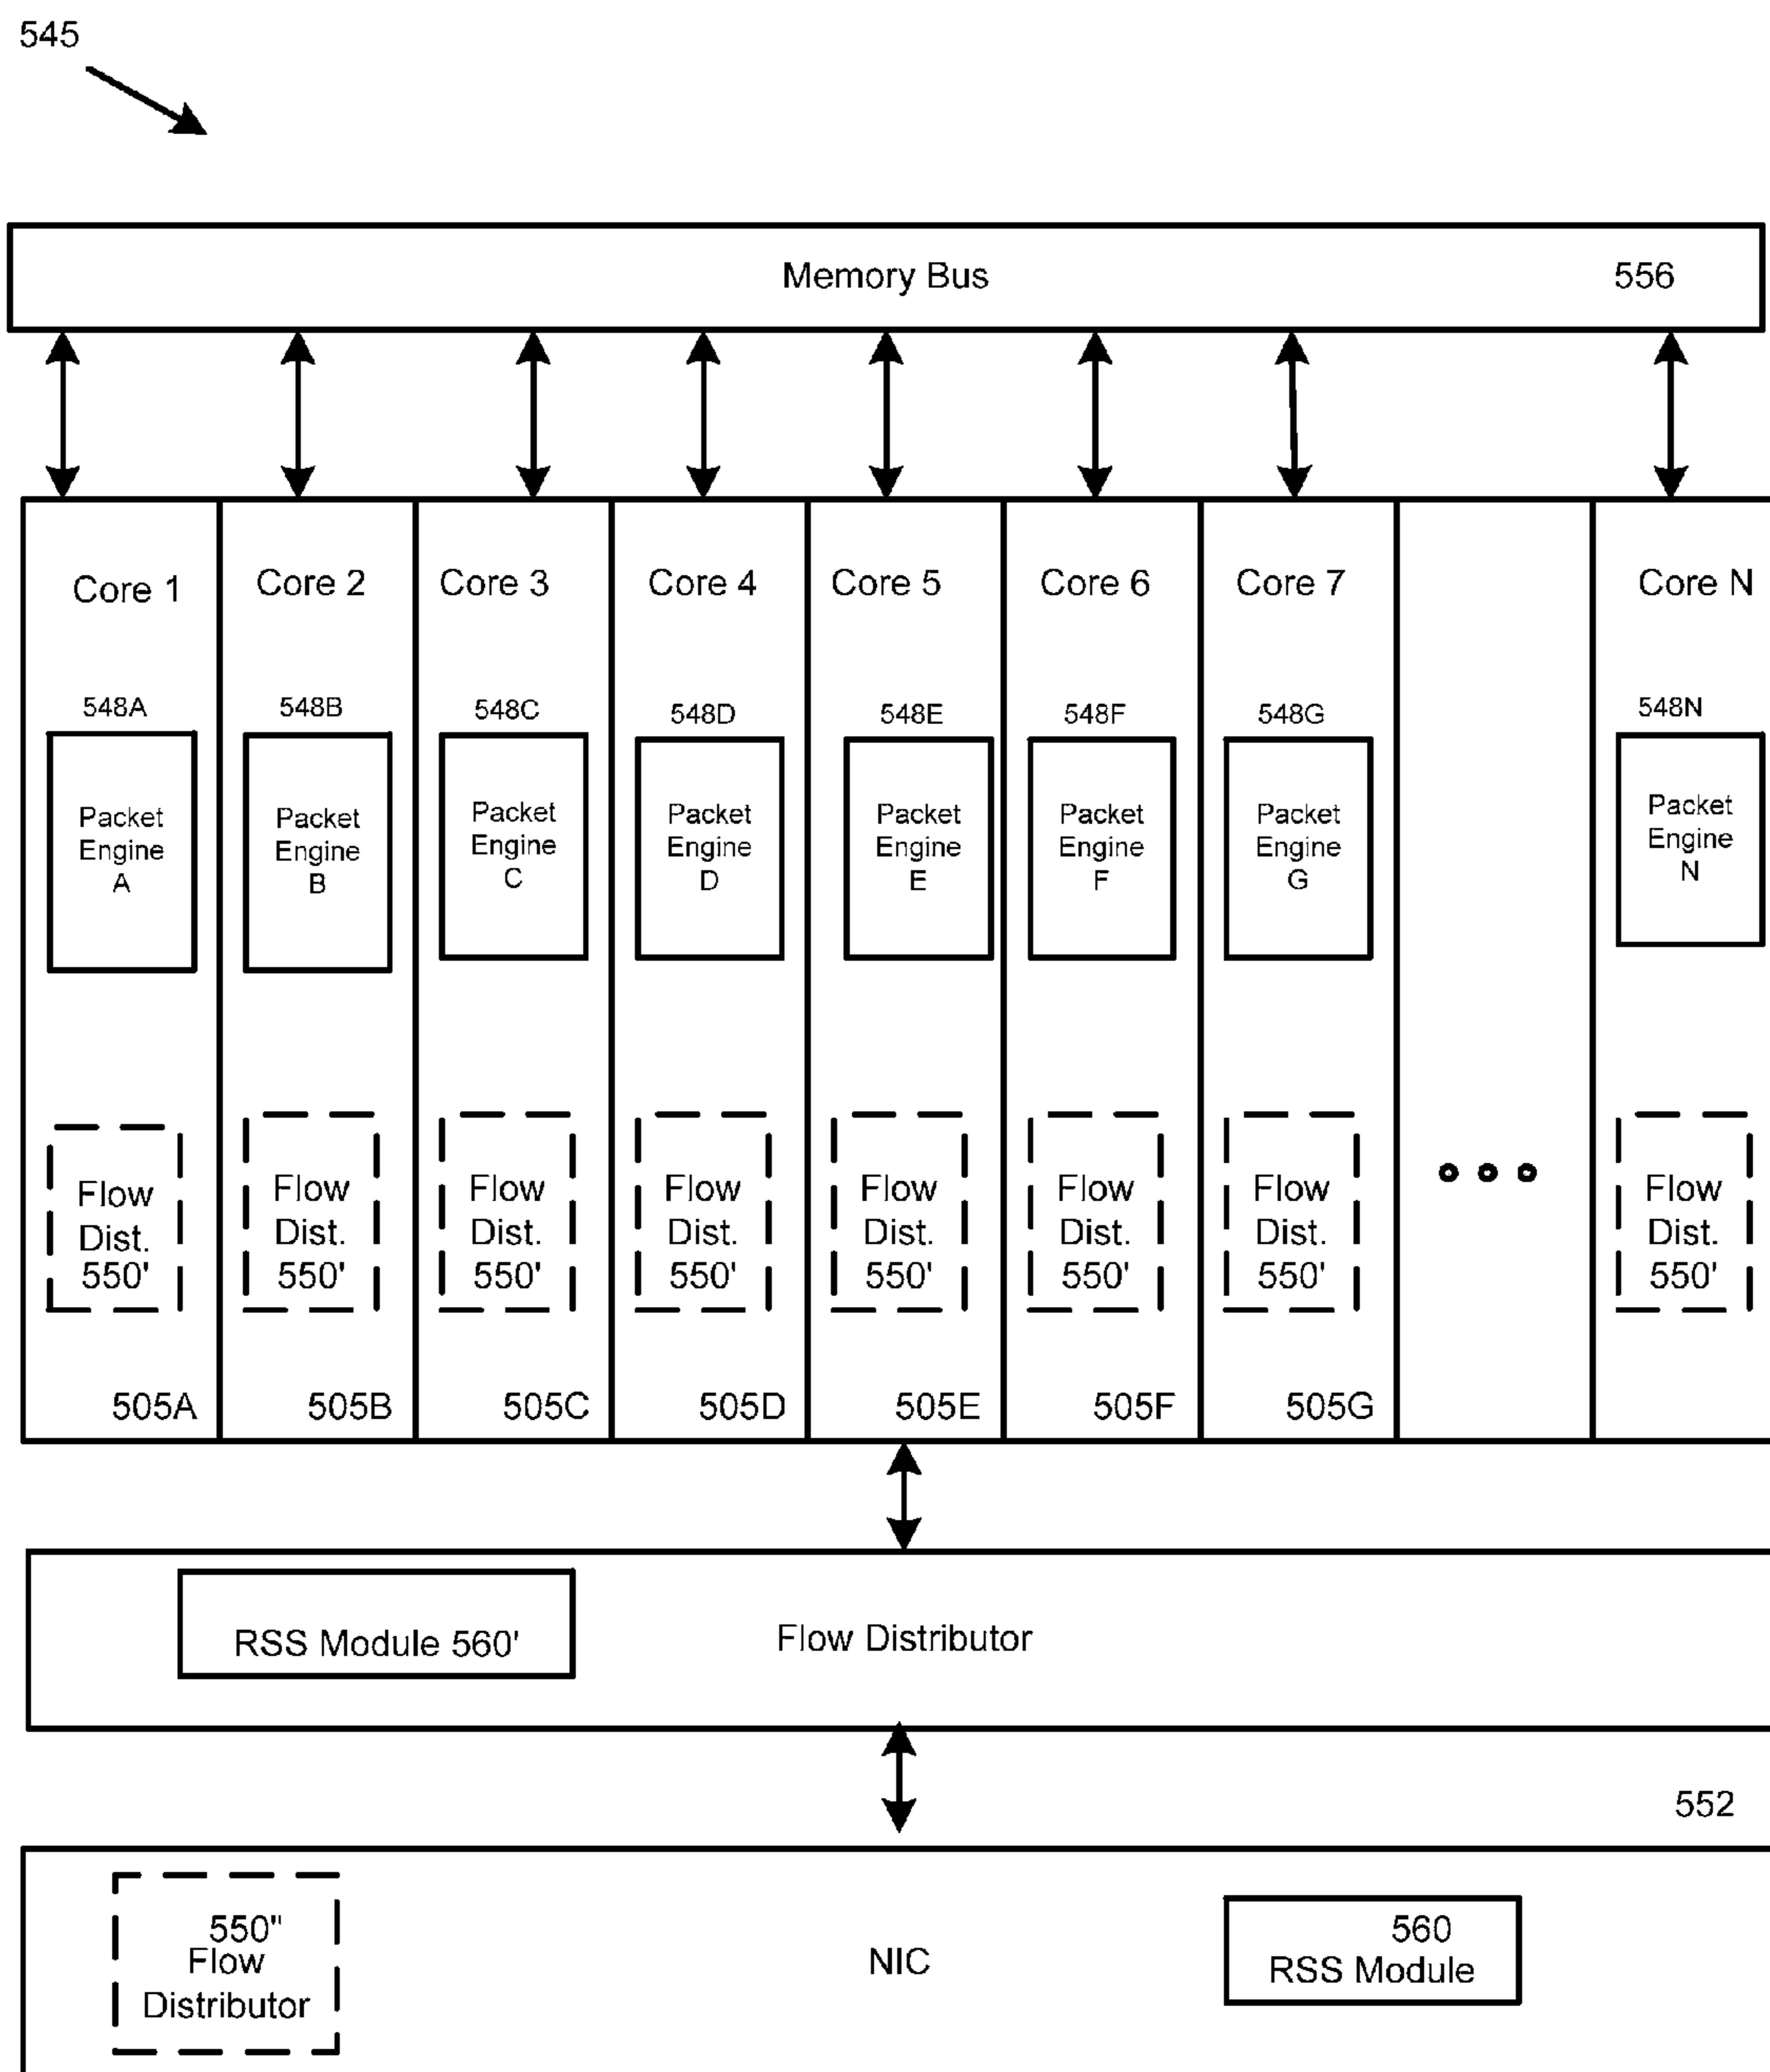 545
Memory Bus 556
Core 1 Core 2 Core 3 Core 4 Core 5 Core 6 Core 7 Core N
548A 548B 548C 548D 548E 548F 548G 548N
Packet
Engine
A
Packet
Engine
B
Packet
Engine
C
Packet
Engine
D
Packet
Engine
E
Packet
Engine
F
Packet
Engine
G
Packet
Engine
N
Flow
Dist.
550'
Flow
Dist.
550'
Flow
Dist.
550'
Flow
Dist.
550'
Flow
Dist.
550'
Flow
Dist.
550'
Flow
Dist.
550'
Flow
Dist.
550'
505A 505B 505C 505D 505E 505F 505G
RSS Module 560'
Flow Distributor
552
550"
Flow
Distributor
NIC
560
RSS Module